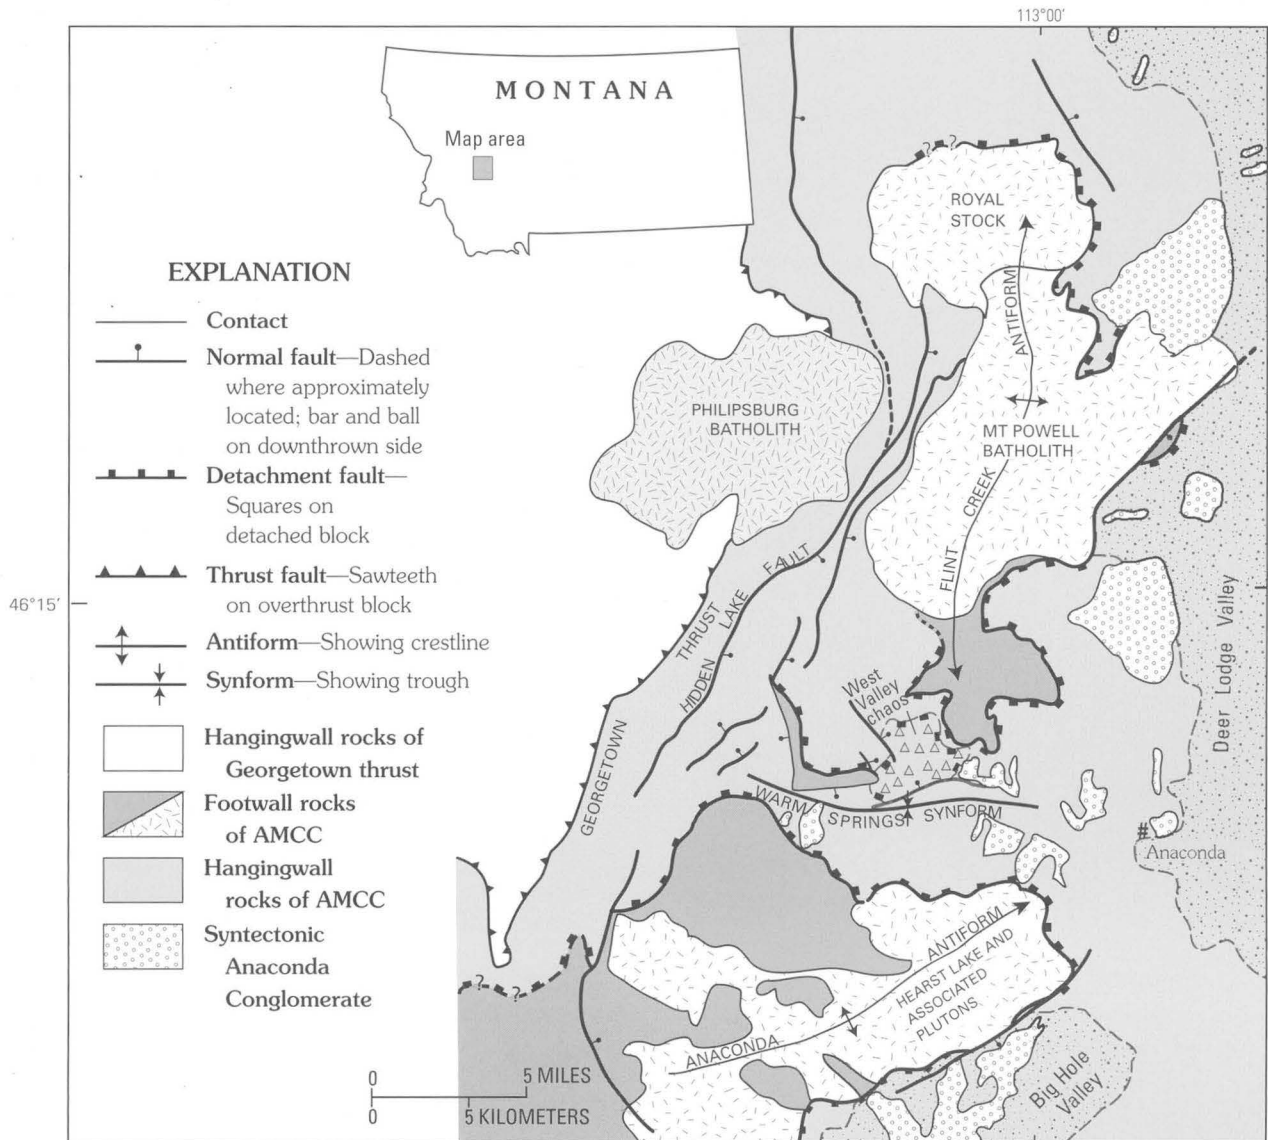 113°00′
MONTANA
Map area
EXPLANATION
Contact
Normal fault—Dashed
where approximately
located; bar and ball
on downthrown side
Detachment fault—
Squares on
detached block
Thrust fault—Sawteeth
on overthrust block
Antiform—Showing crestline
Synform—Showing trough
Hangingwall rocks of
Georgetown thrust
Footwall rocks
of AMCC
Hangingwall
rocks of AMCC
Syntectonic
Anaconda
Conglomerate
46°15′
0 5 MILES
0 5 KILOMETERS
? ?
ROYAL
STOCK
PHILIPSBURG
BATHOLITH
MT POWELL
BATHOLITH
FLINT CREEK ANTIFORM
GEORGETOWN THRUST
HIDDEN LAKE FAULT
West
Valley
chaos
WARM SPRINGS SYNFORM
Deer Lodge Valley
#
Anaconda
ANACONDA ANTIFORM
HEARST LAKE AND
ASSOCIATED
PLUTONS
? ?
Big Hole
Valley